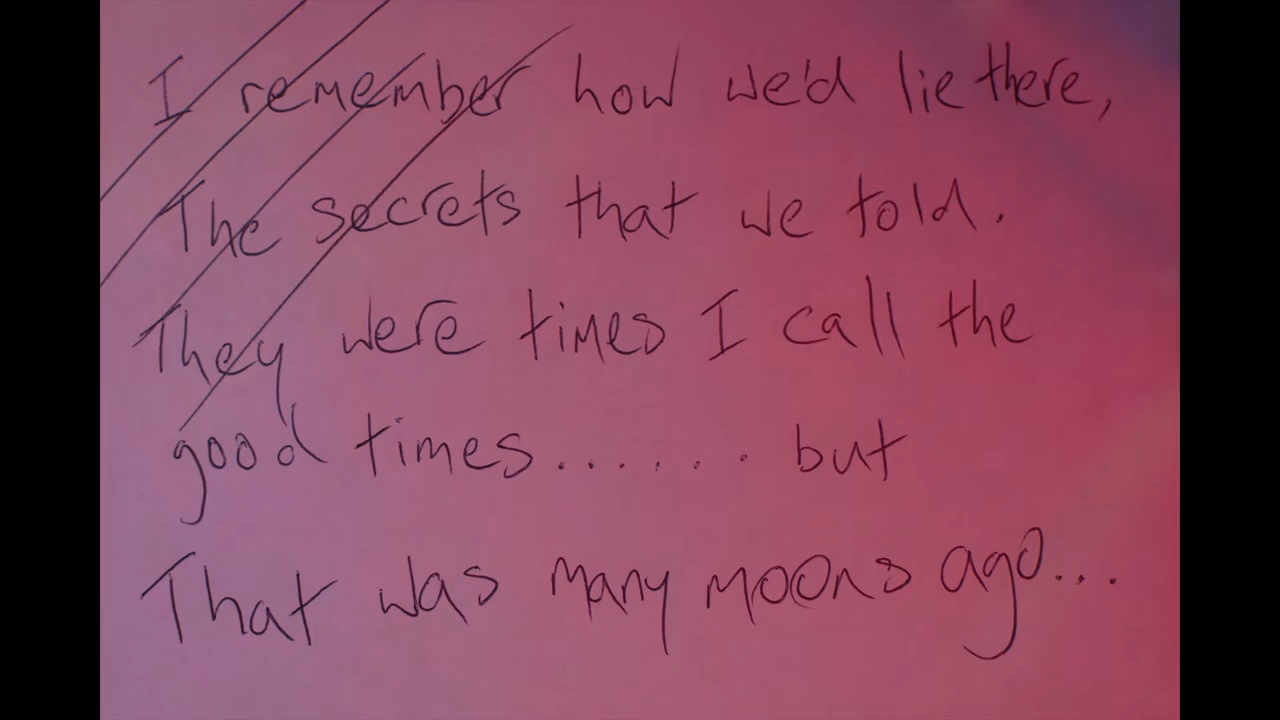 I remember how we'd lie there,
The secrets that we told.
They were times I call the
good times....... but
That was many moons ago...